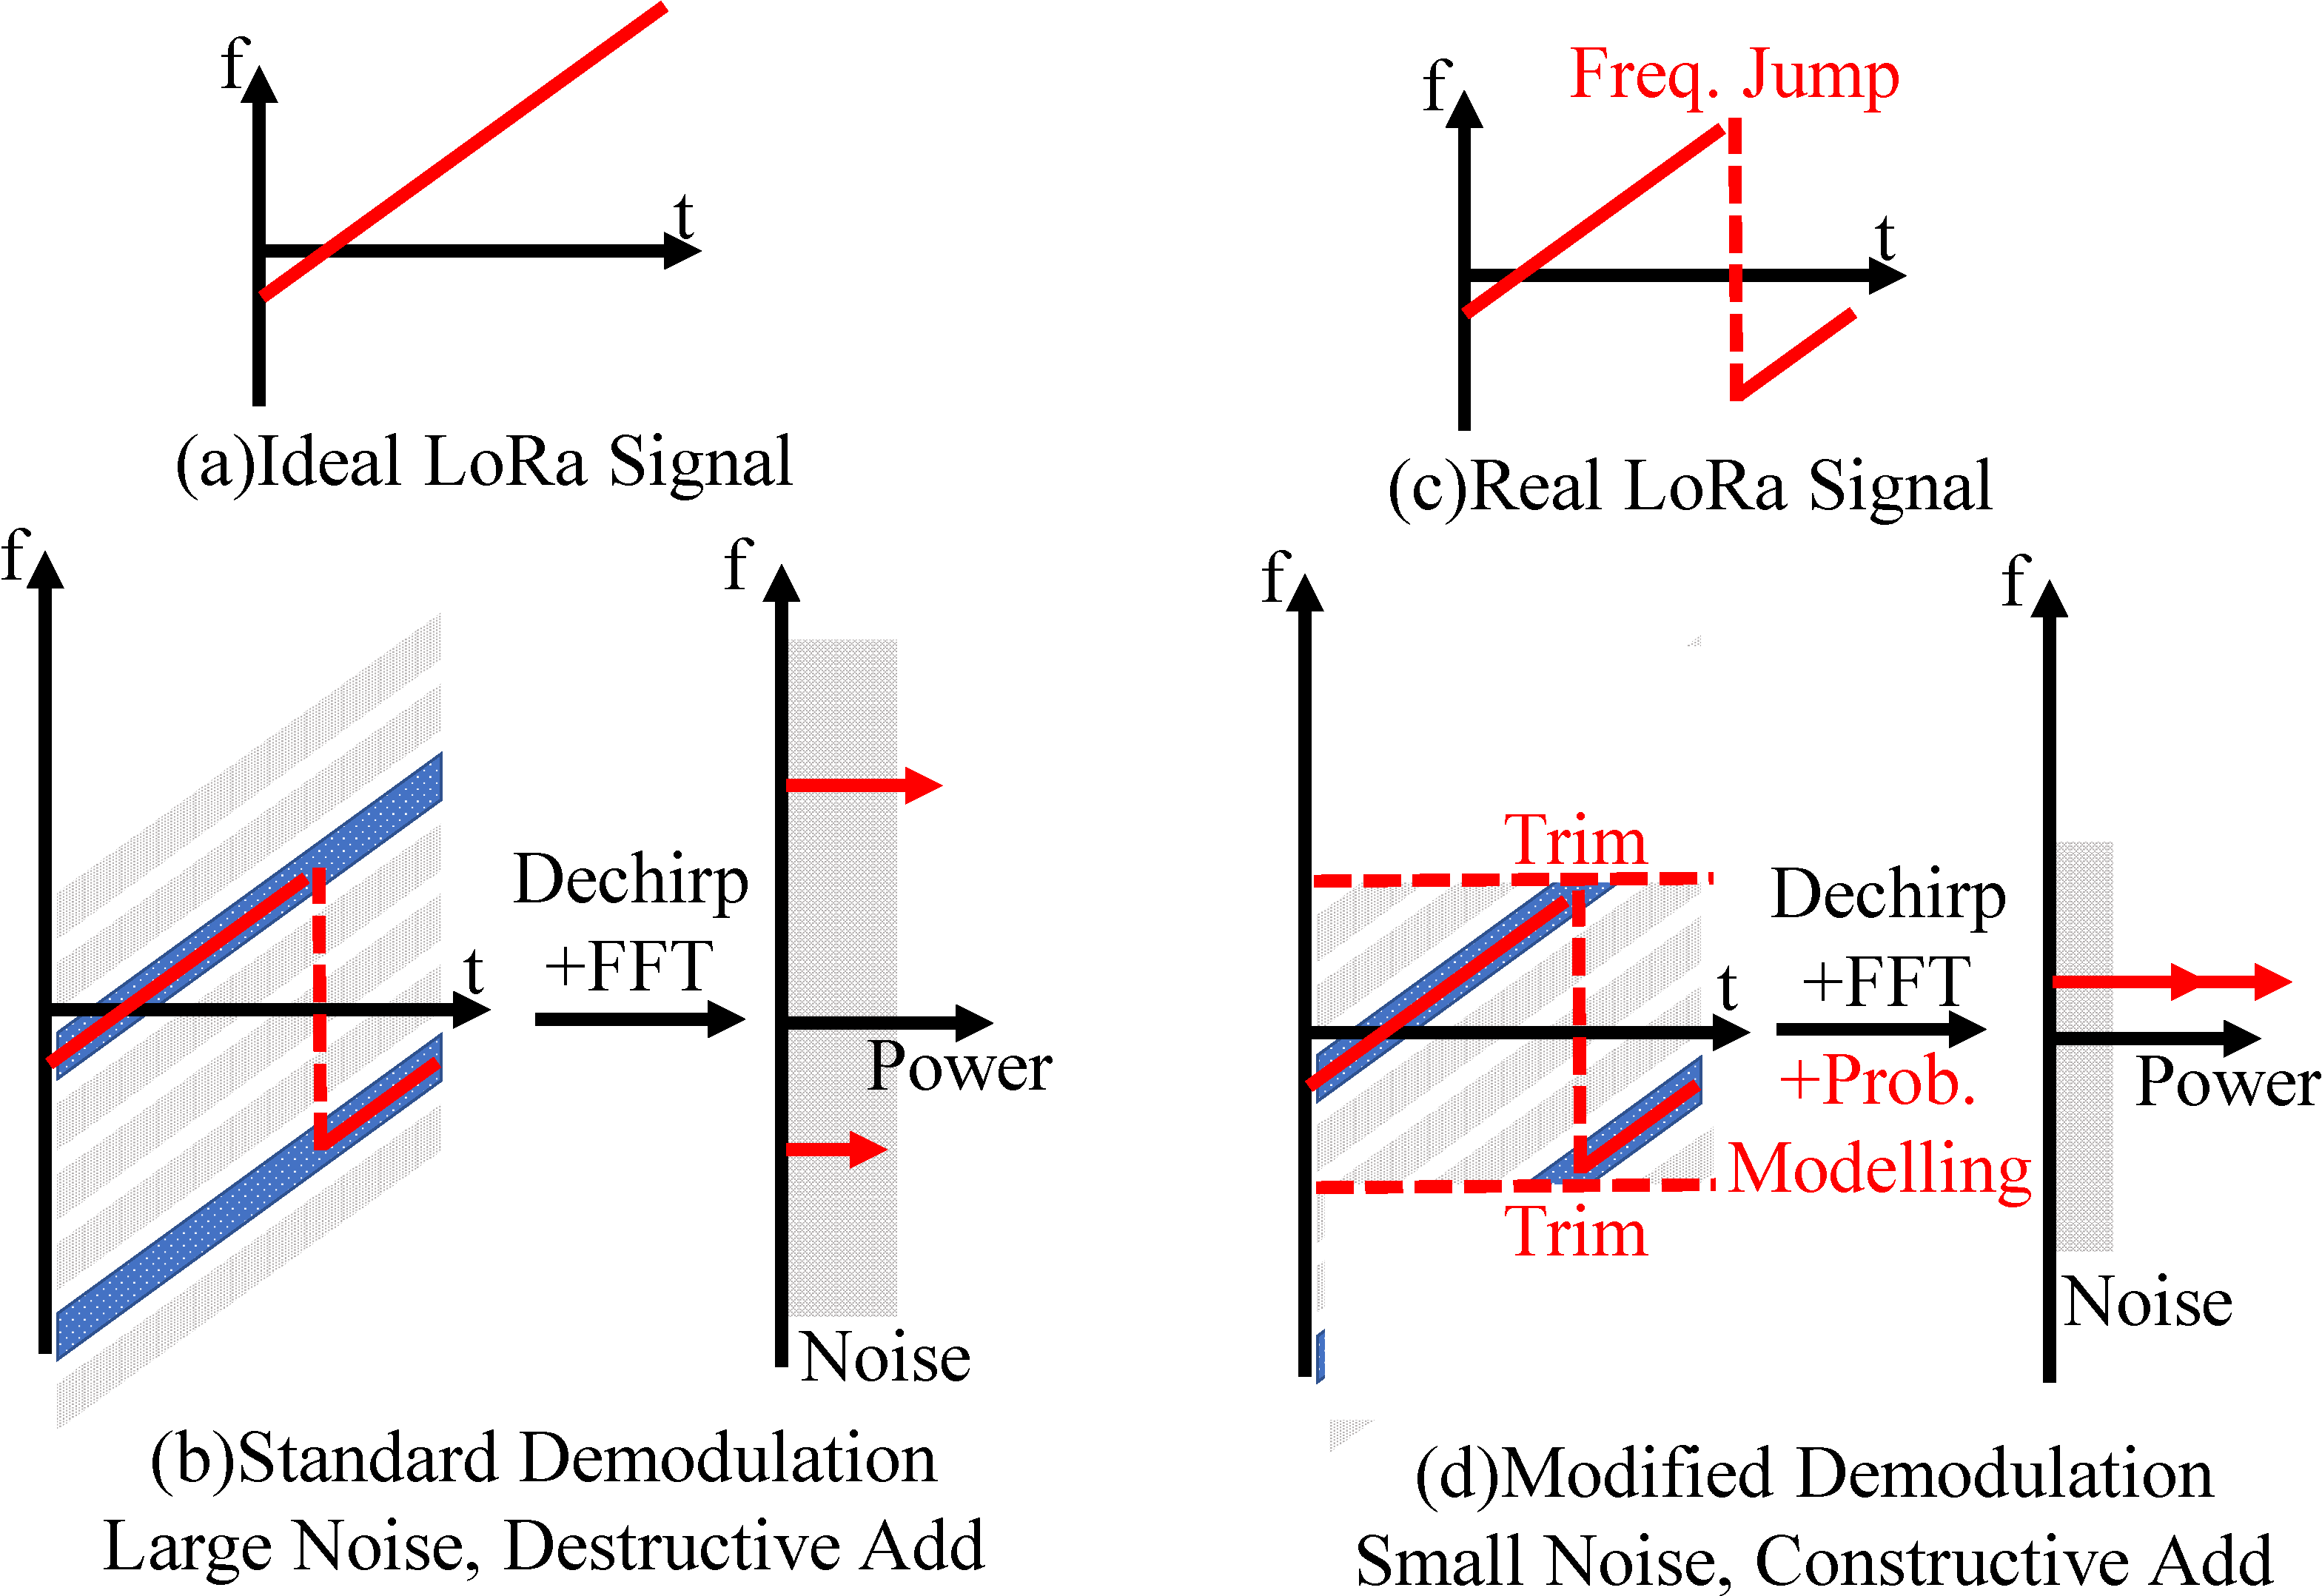 f
t
(a)Ideal LoRa Signal
f
Freq. Jump
t
(c)Real LoRa Signal
f
t
Dechirp
+FFT
f
Power
Noise
(b)Standard Demodulation
Large Noise, Destructive Add
f
Trim
t
Trim
Dechirp
+FFT
+Prob.
Modelling
f
Power
Noise
(d)Modified Demodulation
Small Noise, Constructive Add